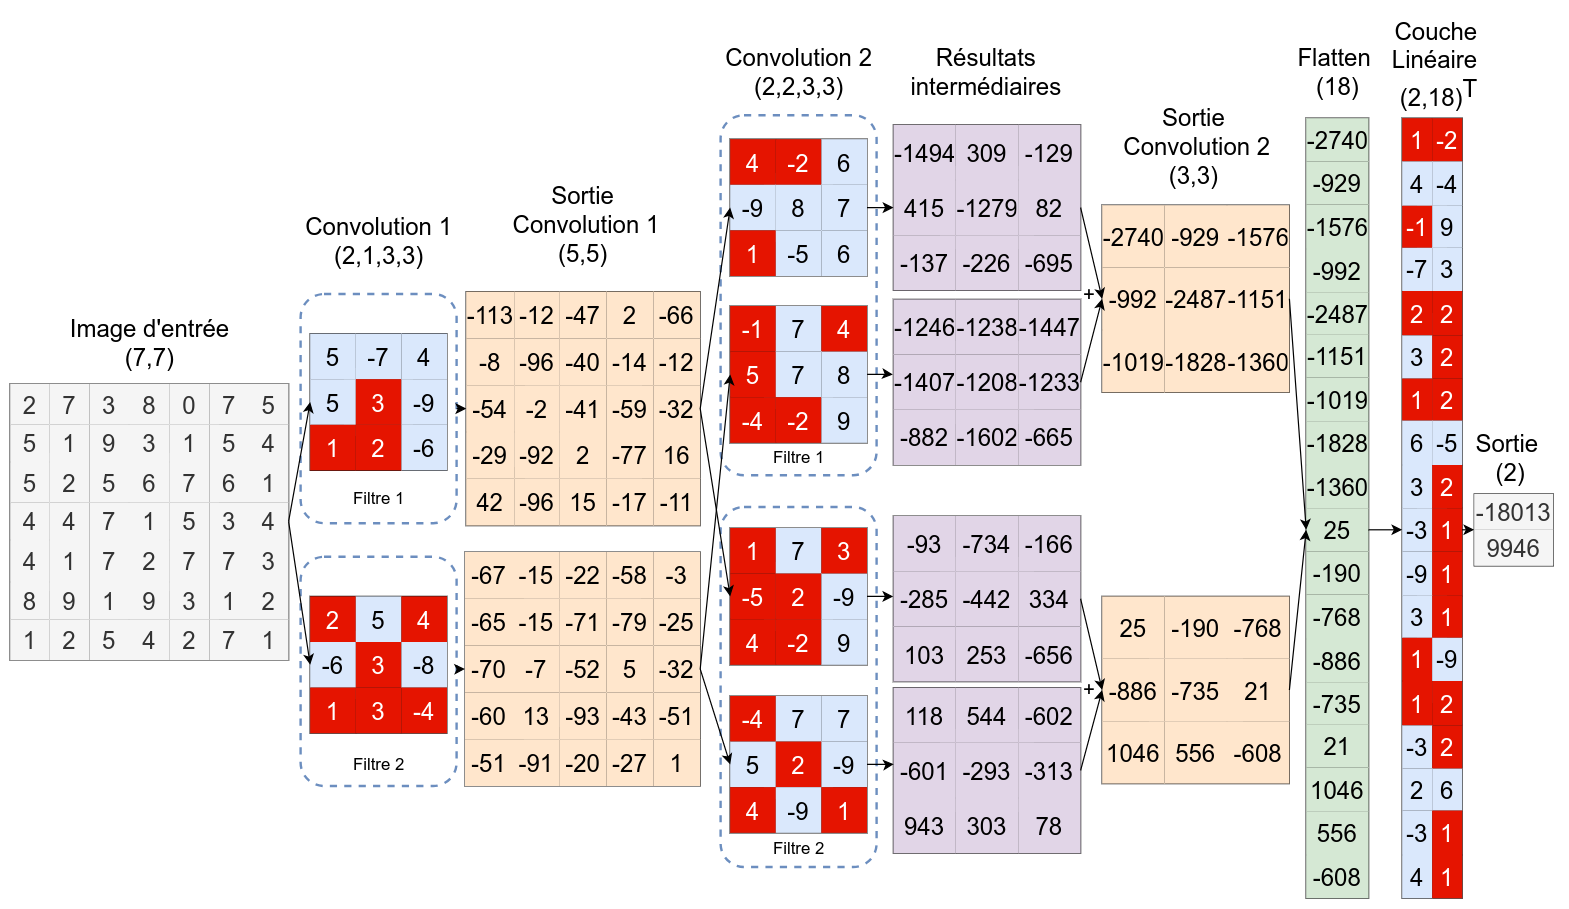 Image d'entrée
(7,7)
2 7 3 8 0 7 5
5 1 9 3 1 5 4
5 2 5 6 7 6 1
4 4 7 1 5 3 4
4 1 7 2 7 7 3
8 9 1 9 3 1 2
1 2 5 4 2 7 1
Convolution 1
(2,1,3,3)
5 -7 4
5 3 -9
1 2 -6
Filtre 1
2 5 4
-6 3 -8
1 3 -4
Filtre 2
Sortie
Convolution 1
(5,5)
-113 -12 -47 2 -66
-8 -96 -40 -14 -12
-54 -2 -41 -59 -32
-29 -92 2 -77 16
42 -96 15 -17 -11
-67 -15 -22 -58 -3
-65 -15 -71 -79 -25
-70 -7 -52 5 -32
-60 13 -93 -43 -51
-51 -91 -20 -27 1
Convolution 2
(2,2,3,3)
4 -2 6
-9 8 7
1 -5 6
-1 7 4
5 7 8
-4 -2 9
Filtre 1
1 7 3
-5 2 -9
4 -2 9
-4 7 7
5 2 -9
4 -9 1
Filtre 2
Résultats
intermédiaires
-1494 309 -129
415 -1279 82
-137 -226 -695
-1246 -1238 -1447
-1407 -1208 -1233
-882 -1602 -665
-93 -734 -166
-285 -442 334
103 253 -656
118 544 -602
-601 -293 -313
943 303 78
+
+
Sortie
Convolution 2
(3,3)
-2740 -929 -1576
-992 -2487 -1151
-1019 -1828 -1360
25 -190 -768
-886 -735 21
1046 556 -608
Flatten
(18)
-2740
-929
-1576
-992
-2487
-1151
-1019
-1828
-1360
25
-190
-768
-886
-735
21
1046
556
-608
Couche
Linéaire
(2,18)T
1 -2
4 -4
-1 9
-7 3
2 2
3 2
1 2
6 -5
3 2
-3 1
-9 1
3 1
1 -9
1 2
-3 2
2 6
-3 1
4 1
Sortie
(2)
-18013
9946